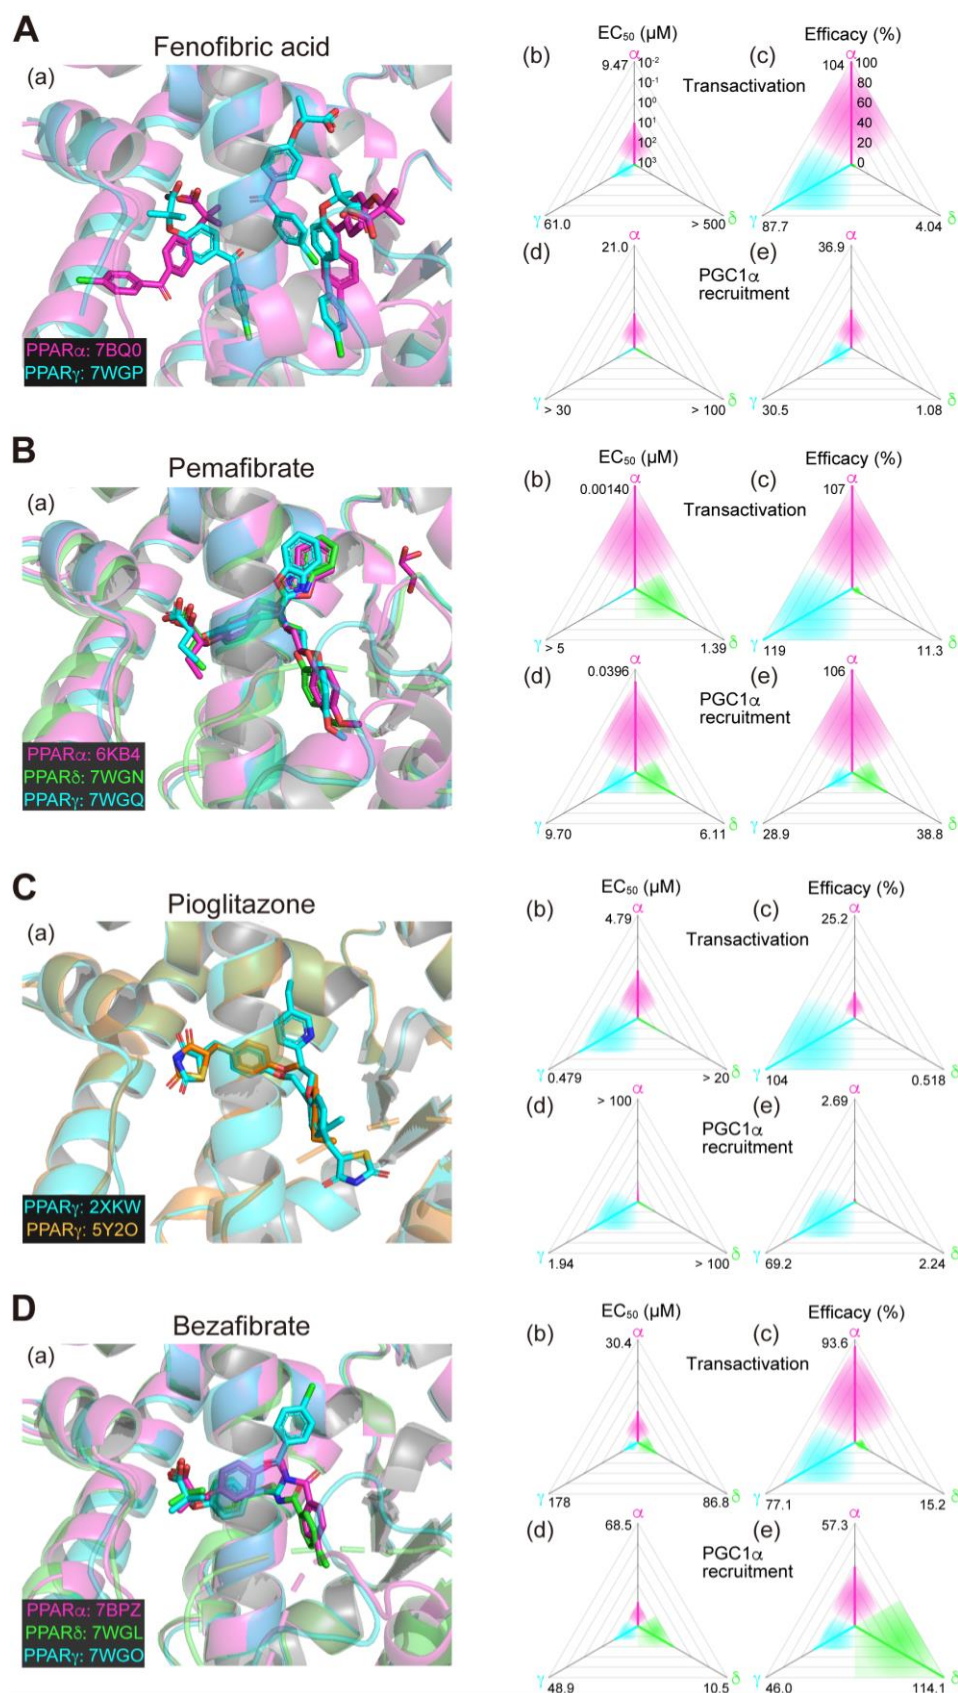 A
Fenofibric acid
(a)
PPARα: 7BQ0
PPARγ: 7WGP
EC₅₀ (µM)
Efficacy (%)
(b)
α
9.47
10⁻²
10⁻¹
10⁰
10¹
10²
10³
Transactivation
γ
61.0
> 500
δ
(c)
α
104
100
80
60
40
20
0
γ
87.7
4.04
δ
(d)
α
21.0
PGC1α
recruitment
γ
> 30
> 100
δ
(e)
α
36.9
γ
30.5
1.08
δ
B
Pemafibrate
(a)
PPARα: 6KB4
PPARδ: 7WGN
PPARγ: 7WGQ
EC₅₀ (µM)
Efficacy (%)
(b)
α
0.00140
Transactivation
γ
> 5
1.39
δ
(c)
α
107
γ
119
11.3
δ
(d)
α
0.0396
PGC1α
recruitment
γ
9.70
6.11
δ
(e)
α
106
γ
28.9
38.8
δ
C
Pioglitazone
(a)
PPARγ: 2XKW
PPARγ: 5Y2O
EC₅₀ (µM)
Efficacy (%)
(b)
α
4.79
Transactivation
γ
0.479
> 20
δ
(c)
α
25.2
γ
104
0.518
δ
(d)
α
> 100
PGC1α
recruitment
γ
1.94
> 100
δ
(e)
α
2.69
γ
69.2
2.24
δ
D
Bezafibrate
(a)
PPARα: 7BPZ
PPARδ: 7WGL
PPARγ: 7WGO
EC₅₀ (µM)
Efficacy (%)
(b)
α
30.4
Transactivation
γ
178
86.8
δ
(c)
α
93.6
γ
77.1
15.2
δ
(d)
α
68.5
PGC1α
recruitment
γ
48.9
10.5
δ
(e)
α
57.3
γ
46.0
114.1
δ